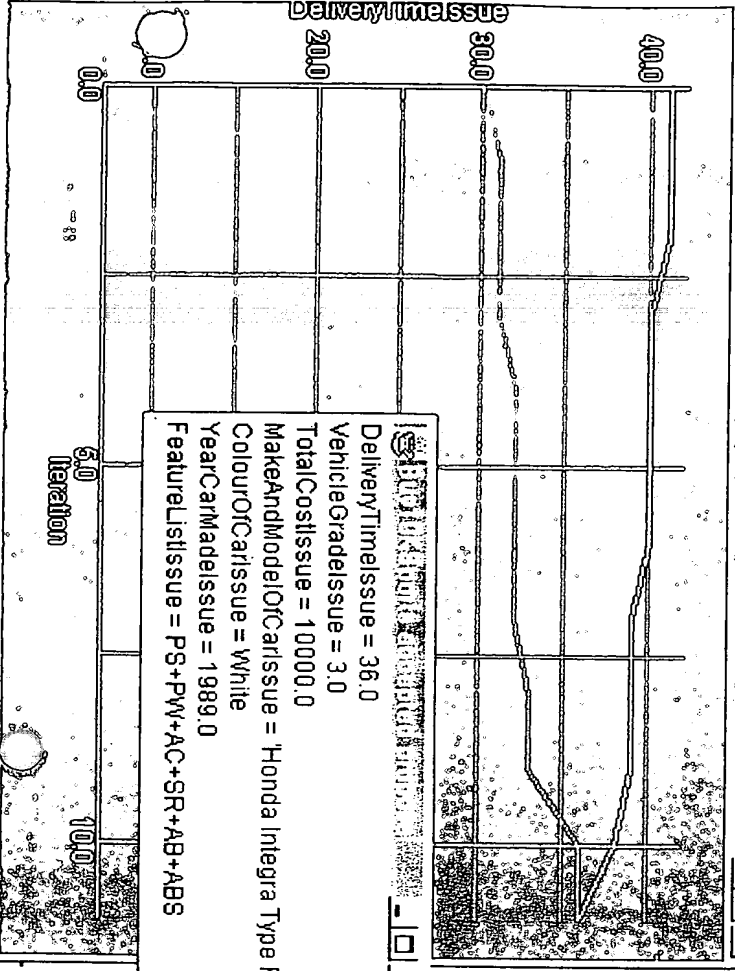 DeliveryTimeIssue
40.0
30.0
20.0
.0
0.0
5.0
10.0
Iteration
DeliveryTimeIssue = 36.0
VehicleGradeIssue = 3.0
TotalCostIssue = 10000.0
MakeAndModelOfCarIssue = 'Honda Integra Type
ColourOfCarIssue = White
YearCarMadeIssue = 1989.0
FeatureListIssue = PS+PW+AC+SR+AB+ABS